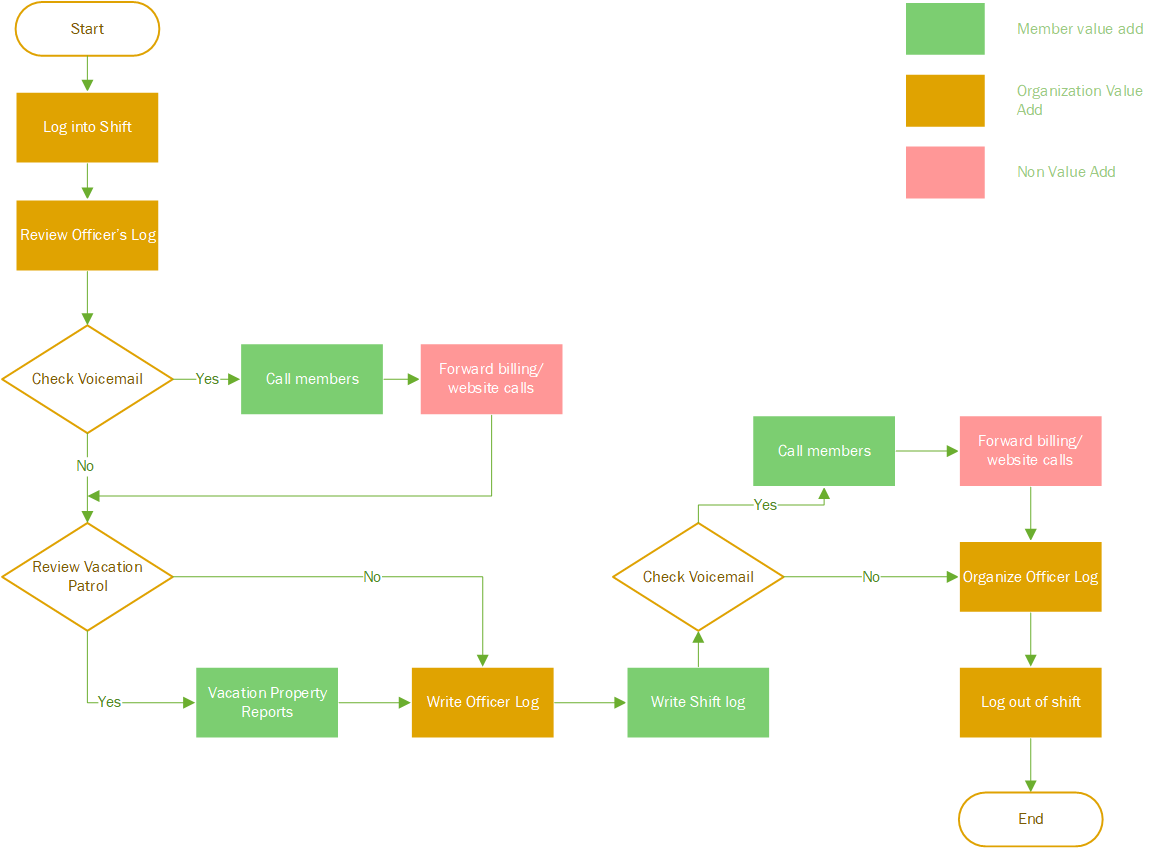 Start
Member value add
Organization Value
Add
Log into Shift
Non Value Add
Review Officer's Log
Check Voicemail
Yes
Call members
Forward billing/
website calls
No
Review Vacation
Patrol
No
Yes
Vacation Property
Reports
Write Officer Log
Write Shift log
Check Voicemail
Yes
Call members
Forward billing/
website calls
No
Organize Officer Log
Log out of shift
End